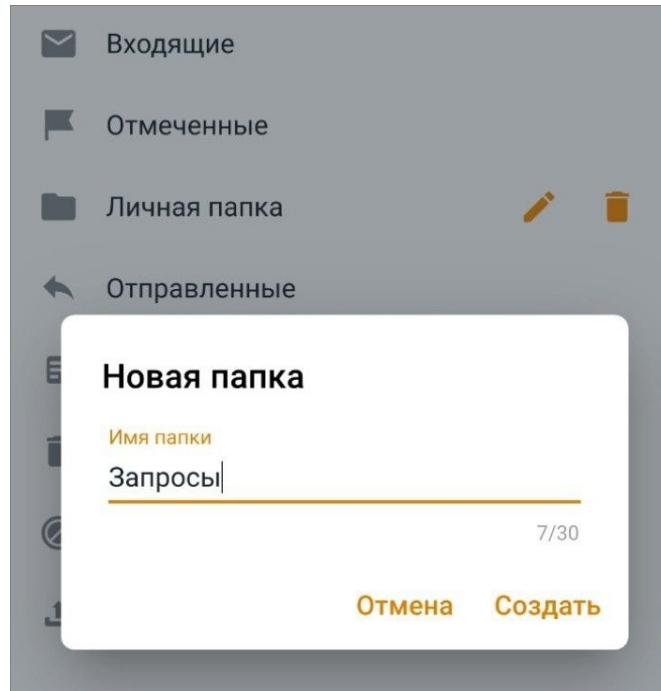 Входящие
Отмеченные
Личная папка
Отправленные
Новая папка
Имя папки
Запросы
7/30
Отмена Создать